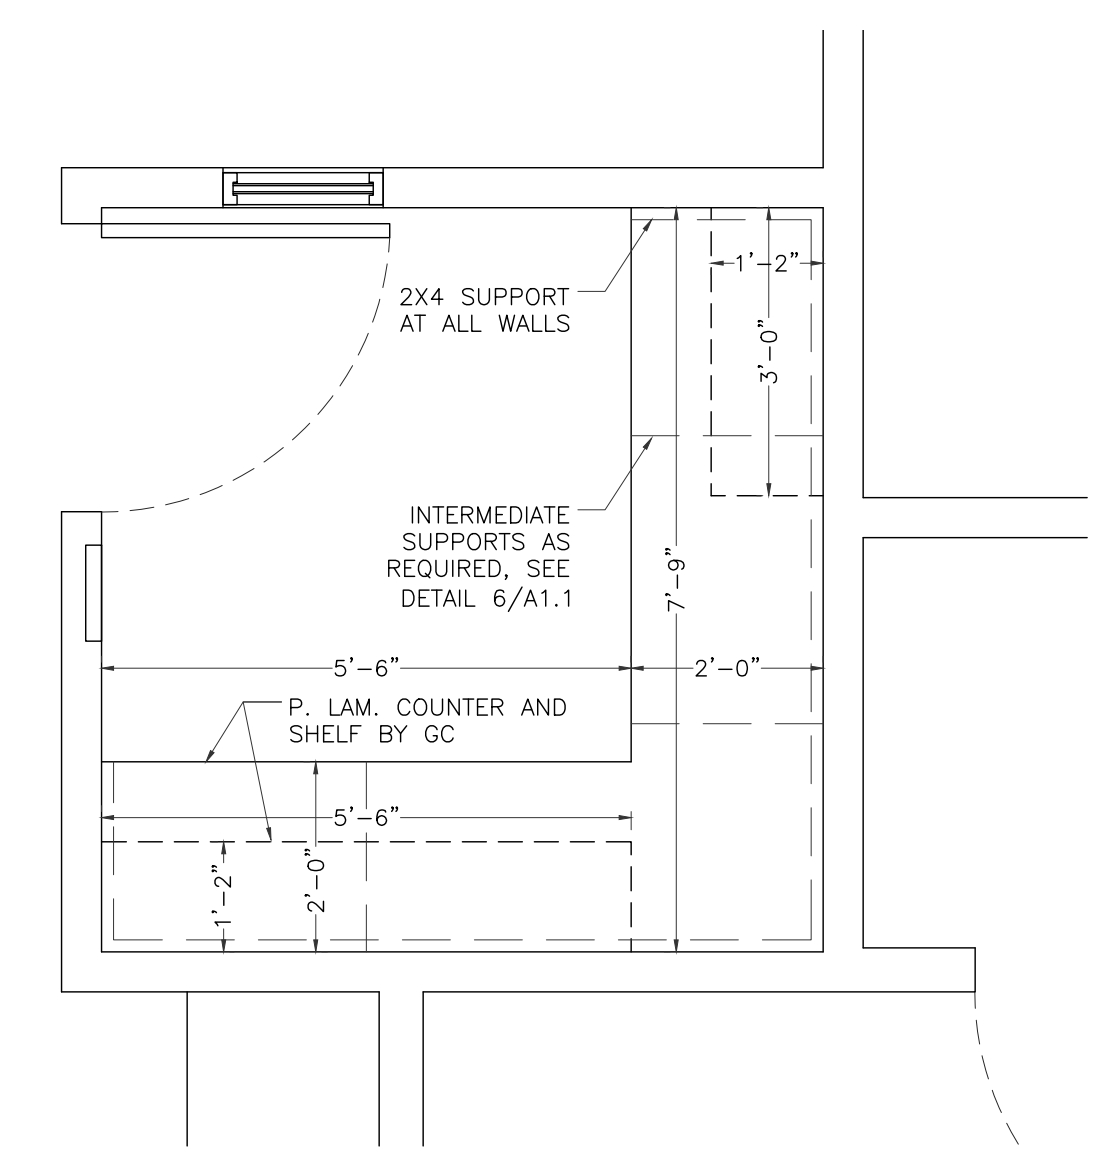 1'-2"
2X4 SUPPORT
AT ALL WALLS
3'-0"
INTERMEDIATE
SUPPORTS AS
REQUIRED, SEE
DETAIL 6/A1.1
7'-9"
5'-6"
2'-0"
P. LAM. COUNTER AND
SHELF BY GC
5'-6"
1'-2"
2'-0"